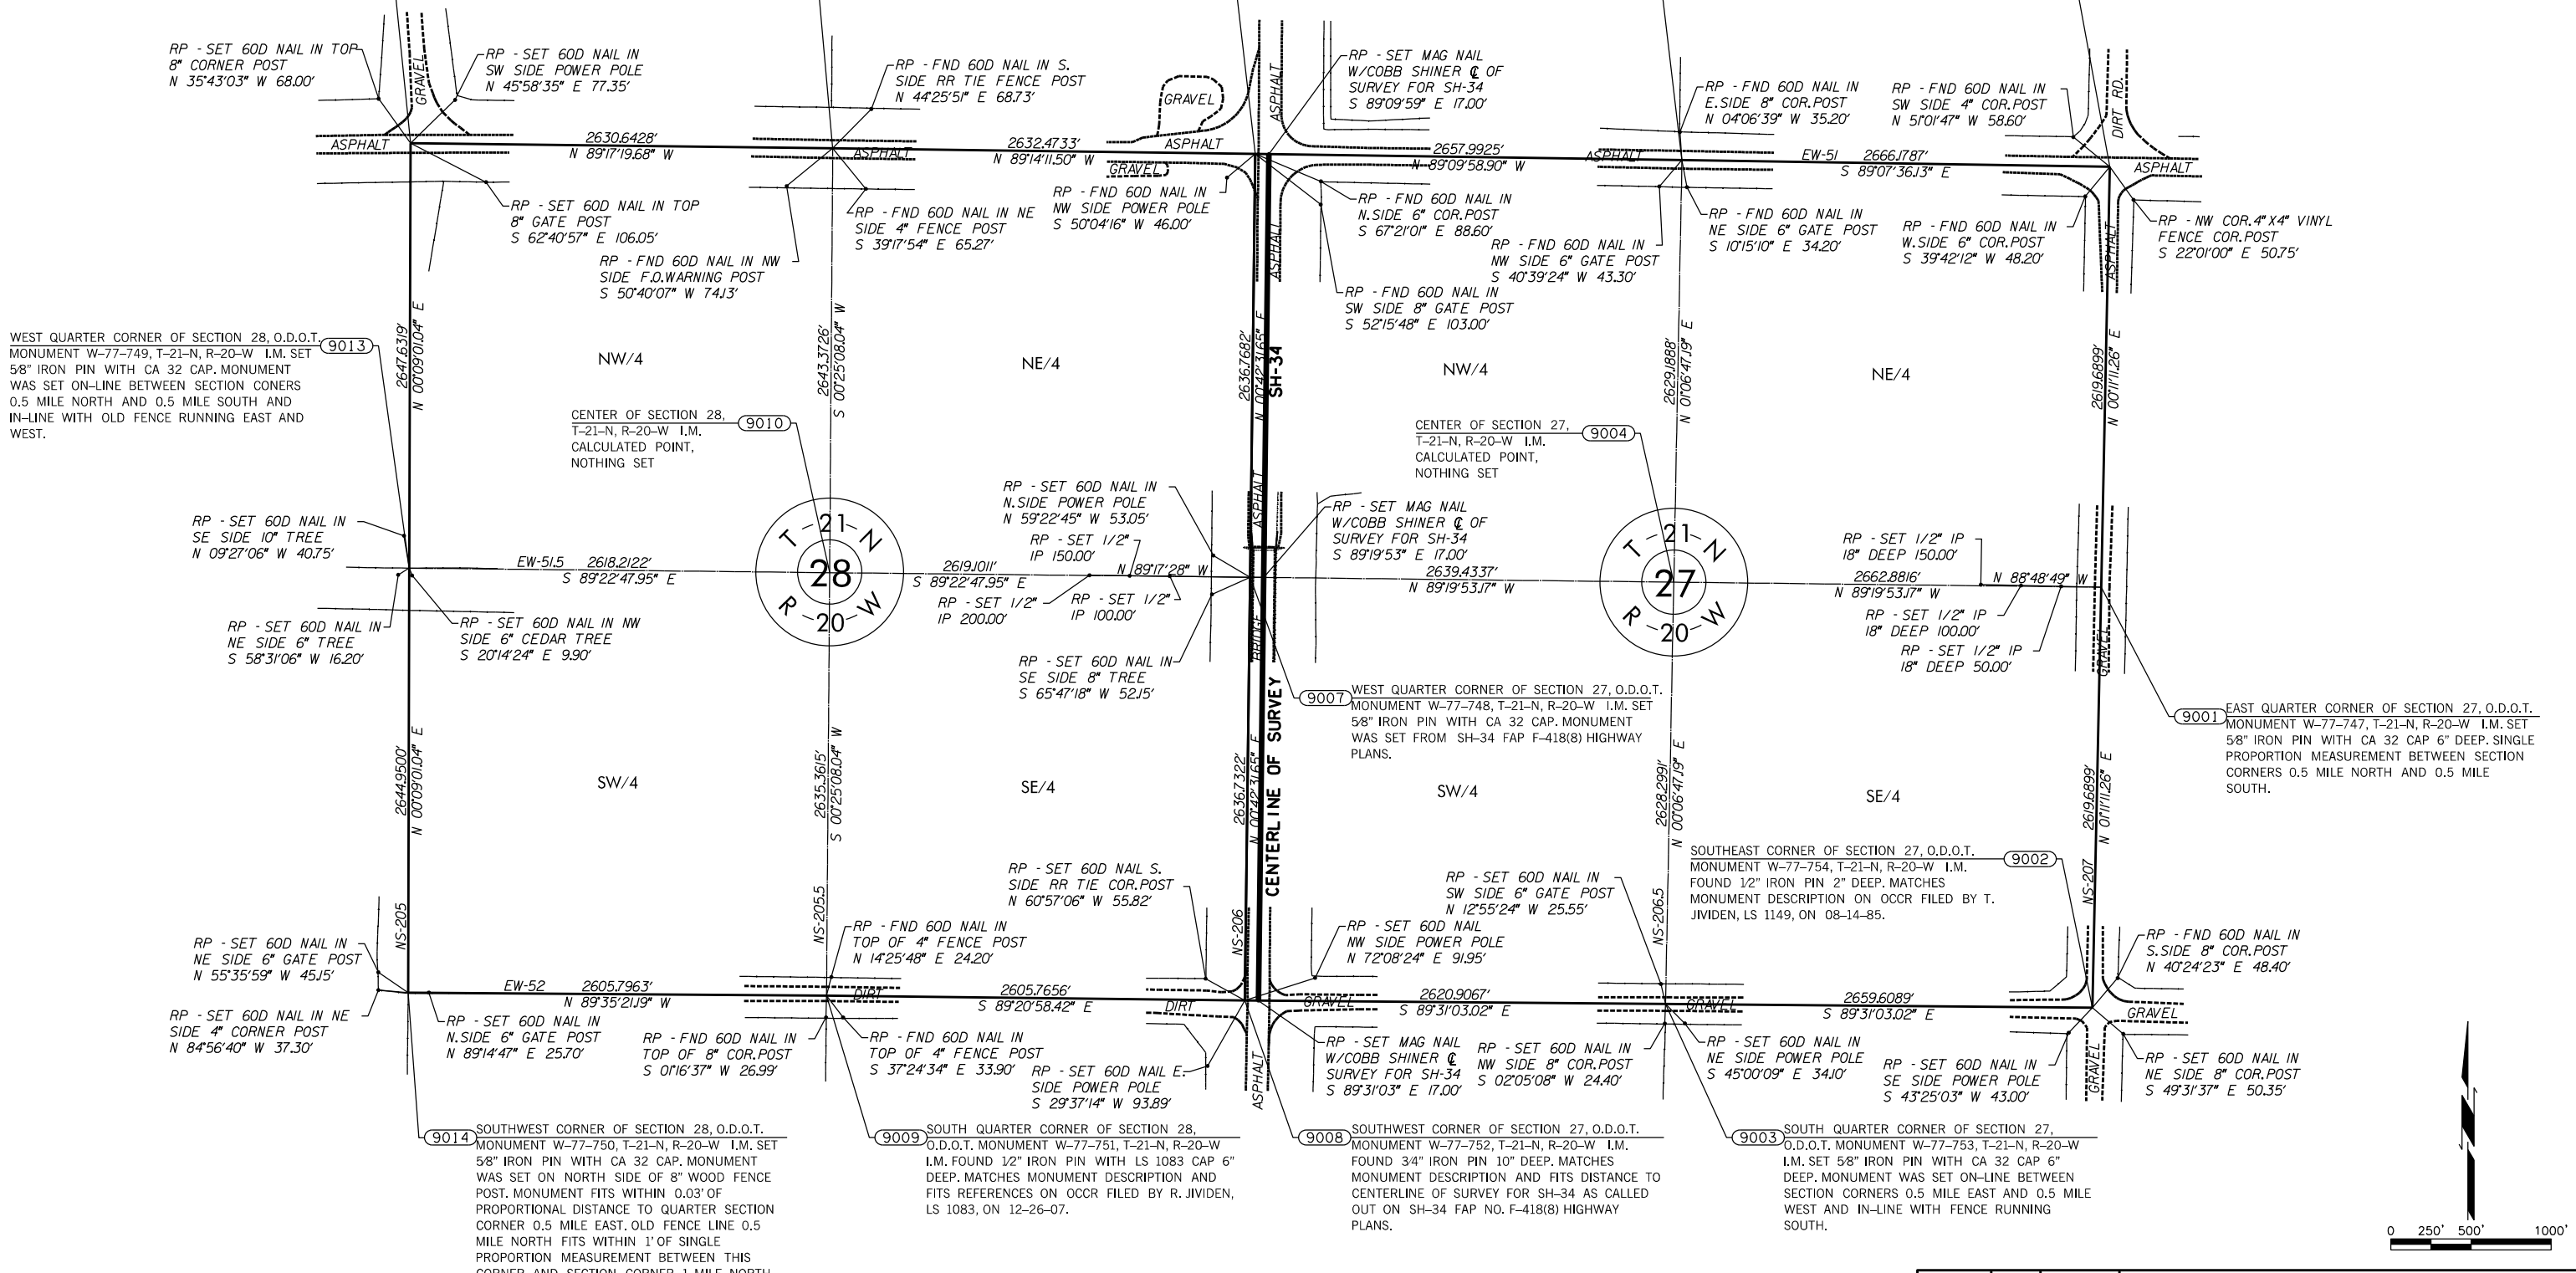 RP - SET 60D NAIL IN TOP
8" CORNER POST
N 35°43'03" W 68.00'
GRAVEL
RP - SET 60D NAIL IN
SW SIDE POWER POLE
N 45°58'35" E 77.35'
RP - FND 60D NAIL IN S.
SIDE RR TIE FENCE POST
N 44°25'51" E 68.73'
GRAVEL
ASPHALT
RP - SET MAG NAIL
W/COBB SHINER ℄ OF
SURVEY FOR SH-34
S 89°09'59" E 17.00'
RP - FND 60D NAIL IN
E.SIDE 8" COR.POST
N 04°06'39" W 35.20'
RP - FND 60D NAIL IN
SW SIDE 4" COR.POST
N 51°01'47" W 58.60'
DIRT RD.
ASPHALT
2630.6428'
N 89°17'19.68" W
ASPHALT
2632.4733'
N 89°14'11.50" W
ASPHALT
GRAVEL
2657.9925'
N 89°09'58.90" W
ASPHALT
EW-51 2666.1787'
S 89°07'36.13" E
ASPHALT
RP - SET 60D NAIL IN TOP
8" GATE POST
S 62°40'57" E 106.05'
RP - FND 60D NAIL IN NW
SIDE F.O.WARNING POST
S 50°40'07" W 74.13'
RP - FND 60D NAIL IN NE
SIDE 4" FENCE POST
S 39°17'54" E 65.27'
RP - FND 60D NAIL IN
NW SIDE POWER POLE
S 50°04'16" W 46.00'
ASPHALT
RP - FND 60D NAIL IN
N.SIDE 6" COR.POST
S 67°21'01" E 88.60'
RP - FND 60D NAIL IN
SW SIDE 8" GATE POST
S 52°15'48" E 103.00'
RP - FND 60D NAIL IN
NW SIDE 6" GATE POST
S 40°39'24" W 43.30'
RP - FND 60D NAIL IN
NE SIDE 6" GATE POST
S 10°15'10" E 34.20'
RP - FND 60D NAIL IN
W.SIDE 6" COR.POST
S 39°42'12" W 48.20'
ASPHALT
RP - NW COR.4"X4" VINYL
FENCE COR.POST
S 22°01'00" E 50.75'
WEST QUARTER CORNER OF SECTION 28, O.D.O.T.
MONUMENT W-77-749, T-21-N, R-20-W I.M. SET
5/8" IRON PIN WITH CA 32 CAP. MONUMENT
WAS SET ON-LINE BETWEEN SECTION CONERS
0.5 MILE NORTH AND 0.5 MILE SOUTH AND
IN-LINE WITH OLD FENCE RUNNING EAST AND
WEST.
9013
2647.6319'
N 00°09'01.04" E
NW/4
2643.3726'
S 00°25'08.04" W
NE/4
2636.7682'
N 00°42'31.65" E
SH-34
NW/4
2629.1888'
N 01°06'47.19" E
NE/4
2619.6899'
N 00°11'11.26" E
CENTER OF SECTION 28,
T-21-N, R-20-W I.M.
CALCULATED POINT,
NOTHING SET
9010
CENTER OF SECTION 27,
T-21-N, R-20-W I.M.
CALCULATED POINT,
NOTHING SET
9004
RP - SET 60D NAIL IN
SE SIDE 10" TREE
N 09°27'06" W 40.75'
EW-51.5 2618.2122'
S 89°22'47.95" E
T-21-N
28
R-20-W
RP - SET 60D NAIL IN
N.SIDE POWER POLE
N 59°22'45" W 53.05'
RP - SET 1/2"
IP 150.00'
2619.1011'
S 89°22'47.95" E
N 89°17'28" W
RP - SET 1/2"
IP 200.00'
RP - SET 1/2"
IP 100.00'
ASPHALT
BRIDGE
RP - SET MAG NAIL
W/COBB SHINER ℄ OF
SURVEY FOR SH-34
S 89°19'53" E 17.00'
2639.4337'
N 89°19'53.17" W
T-21-N
27
R-20-W
RP - SET 1/2" IP
18" DEEP 150.00'
2662.8816'
N 89°19'53.17" W
N 88°48'49" W
RP - SET 1/2" IP
18" DEEP 100.00'
RP - SET 1/2" IP
18" DEEP 50.00'
GRAVEL
RP - SET 60D NAIL IN
NE SIDE 6" TREE
S 58°31'06" W 16.20'
RP - SET 60D NAIL IN NW
SIDE 6" CEDAR TREE
S 20°14'24" E 9.90'
RP - SET 60D NAIL IN
SE SIDE 8" TREE
S 65°47'18" W 52.15'
9007
WEST QUARTER CORNER OF SECTION 27, O.D.O.T.
MONUMENT W-77-748, T-21-N, R-20-W I.M. SET
5/8" IRON PIN WITH CA 32 CAP. MONUMENT
WAS SET FROM SH-34 FAP F-418(8) HIGHWAY
PLANS.
9001
EAST QUARTER CORNER OF SECTION 27, O.D.O.T.
MONUMENT W-77-747, T-21-N, R-20-W I.M. SET
5/8" IRON PIN WITH CA 32 CAP 6" DEEP. SINGLE
PROPORTION MEASUREMENT BETWEEN SECTION
CORNERS 0.5 MILE NORTH AND 0.5 MILE
SOUTH.
2644.9500'
N 00°09'01.04" E
SW/4
2635.3615'
S 00°25'08.04" W
SE/4
2636.7322'
N 00°42'31.65" E
CENTERLINE OF SURVEY
SW/4
2628.2991'
N 00°06'47.19" E
SE/4
2619.6899'
N 01°11'11.26" E
SOUTHEAST CORNER OF SECTION 27, O.D.O.T.
MONUMENT W-77-754, T-21-N, R-20-W I.M.
FOUND 1/2" IRON PIN 2" DEEP. MATCHES
MONUMENT DESCRIPTION ON OCCR FILED BY T.
JIVIDEN, LS 1149, ON 08-14-85.
9002
RP - SET 60D NAIL IN
NE SIDE 6" GATE POST
N 55°35'59" W 45.15'
NS-205
NS-205.5
RP - FND 60D NAIL IN
TOP OF 4" FENCE POST
N 14°25'48" E 24.20'
RP - SET 60D NAIL S.
SIDE RR TIE COR.POST
N 60°57'06" W 55.82'
NS-206
RP - SET 60D NAIL
NW SIDE POWER POLE
N 72°08'24" E 91.95'
RP - SET 60D NAIL IN
SW SIDE 6" GATE POST
N 12°55'24" W 25.55'
NS-206.5
NS-207
RP - FND 60D NAIL IN
S.SIDE 8" COR.POST
N 40°24'23" E 48.40'
EW-52 2605.7963'
N 89°35'21.19" W
DIRT
2605.7656'
S 89°20'58.42" E
DIRT
GRAVEL
2620.9067'
S 89°31'03.02" E
GRAVEL
2659.6089'
S 89°31'03.02" E
GRAVEL
RP - SET 60D NAIL IN NE
SIDE 4" CORNER POST
N 84°56'40" W 37.30'
RP - SET 60D NAIL IN
N.SIDE 6" GATE POST
N 89°14'47" E 25.70'
RP - FND 60D NAIL IN
TOP OF 8" COR.POST
S 01°16'37" W 26.99'
RP - FND 60D NAIL IN
TOP OF 4" FENCE POST
S 37°24'34" E 33.90'
RP - SET 60D NAIL E.
SIDE POWER POLE
S 29°37'14" W 93.89'
ASPHALT
RP - SET MAG NAIL
W/COBB SHINER ℄
SURVEY FOR SH-34
S 89°31'03" E 17.00'
RP - SET 60D NAIL IN
NW SIDE 8" COR.POST
S 02°05'08" W 24.40'
RP - SET 60D NAIL IN
NE SIDE POWER POLE
S 45°00'09" E 34.10'
RP - SET 60D NAIL IN
SE SIDE POWER POLE
S 43°25'03" W 43.00'
GRAVEL
RP - SET 60D NAIL IN
NE SIDE 8" COR.POST
S 49°31'37" E 50.35'
9014
SOUTHWEST CORNER OF SECTION 28, O.D.O.T.
MONUMENT W-77-750, T-21-N, R-20-W I.M. SET
5/8" IRON PIN WITH CA 32 CAP. MONUMENT
WAS SET ON NORTH SIDE OF 8" WOOD FENCE
POST. MONUMENT FITS WITHIN 0.03' OF
PROPORTIONAL DISTANCE TO QUARTER SECTION
CORNER 0.5 MILE EAST. OLD FENCE LINE 0.5
MILE NORTH FITS WITHIN 1' OF SINGLE
PROPORTION MEASUREMENT BETWEEN THIS
CORNER AND SECTION CORNER 1 MILE NORTH
9009
SOUTH QUARTER CORNER OF SECTION 28,
O.D.O.T. MONUMENT W-77-751, T-21-N, R-20-W
I.M. FOUND 1/2" IRON PIN WITH LS 1083 CAP 6"
DEEP. MATCHES MONUMENT DESCRIPTION AND
FITS REFERENCES ON OCCR FILED BY R. JIVIDEN,
LS 1083, ON 12-26-07.
9008
SOUTHWEST CORNER OF SECTION 27, O.D.O.T.
MONUMENT W-77-752, T-21-N, R-20-W I.M.
FOUND 3/4" IRON PIN 10" DEEP. MATCHES
MONUMENT DESCRIPTION AND FITS DISTANCE TO
CENTERLINE OF SURVEY FOR SH-34 AS CALLED
OUT ON SH-34 FAP NO. F-418(8) HIGHWAY
PLANS.
9003
SOUTH QUARTER CORNER OF SECTION 27,
O.D.O.T. MONUMENT W-77-753, T-21-N, R-20-W
I.M. SET 5/8" IRON PIN WITH CA 32 CAP 6"
DEEP. MONUMENT WAS SET ON-LINE BETWEEN
SECTION CORNERS 0.5 MILE EAST AND 0.5 MILE
WEST AND IN-LINE WITH FENCE RUNNING
SOUTH.
0 250' 500' 1000'